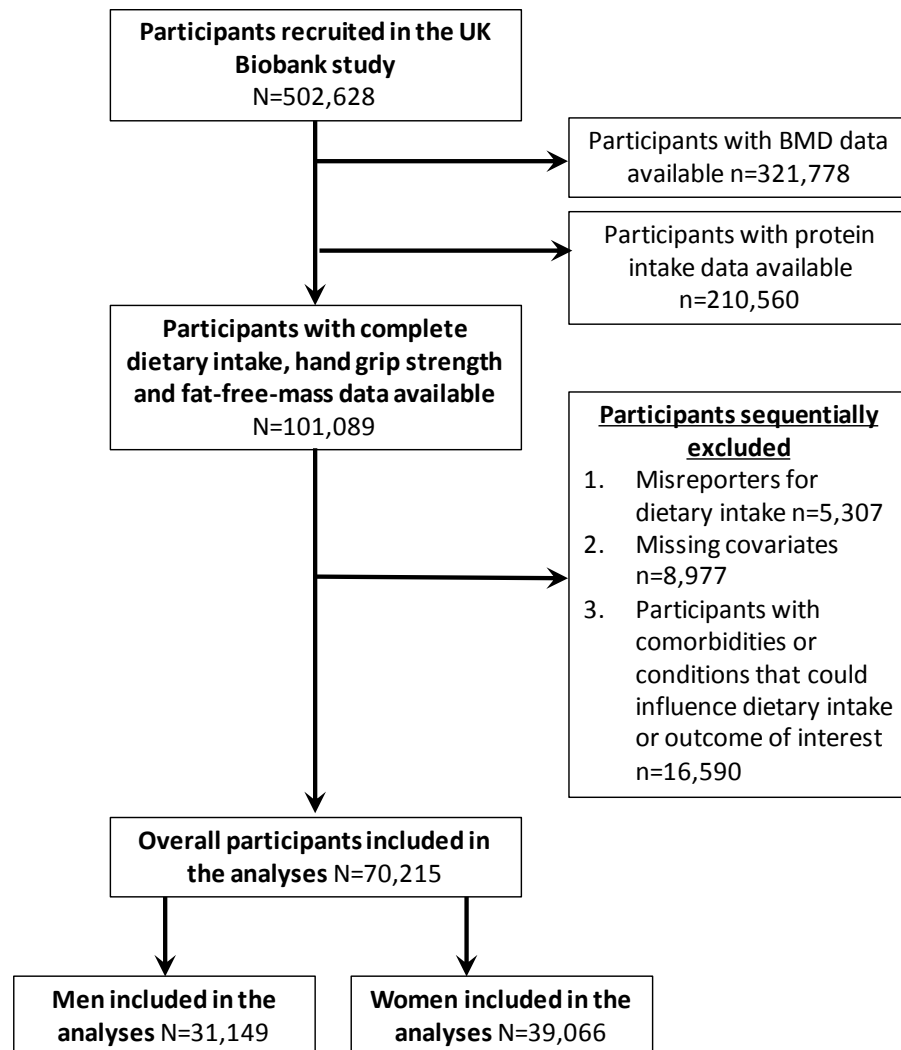 Participants recruited in the UK
Biobank study
N=502,628
Participants with BMD data
available n=321,778
Participants with protein
intake data available
n=210,560
Participants with complete
dietary intake, hand grip strength
and fat-free-mass data available
N=101,089
Participants sequentially
excluded
1. Misreporters for
dietary intake n=5,307
2. Missing covariates
n=8,977
3. Participants with
comorbidities or
conditions that could
influence dietary intake
or outcome of interest
n=16,590
Overall participants included in
the analyses N=70,215
Men included in the
analyses N=31,149
Women included in the
analyses N=39,066